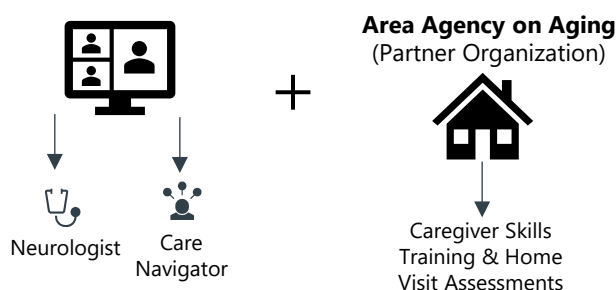 Area Agency on Aging
(Partner Organization)
+
Neurologist
Care
Navigator
Caregiver Skills
Training & Home
Visit Assessments